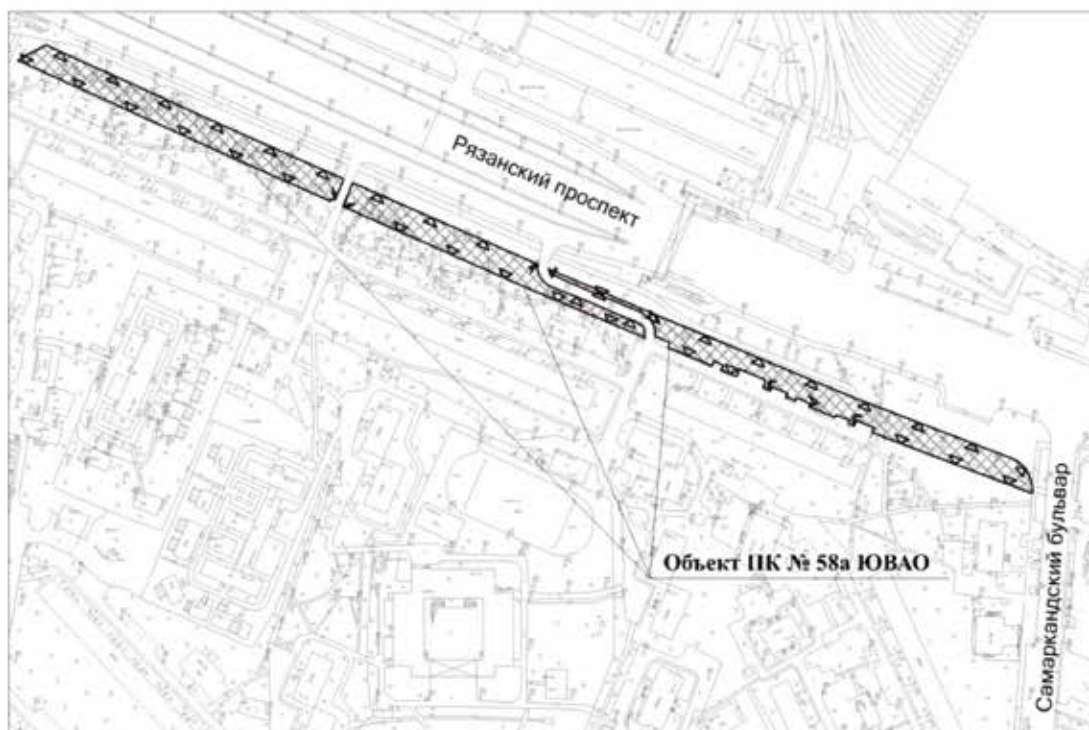 Рязанский проспект
Объект ПК № 58а ЮВАО
Самаркандский бульвар